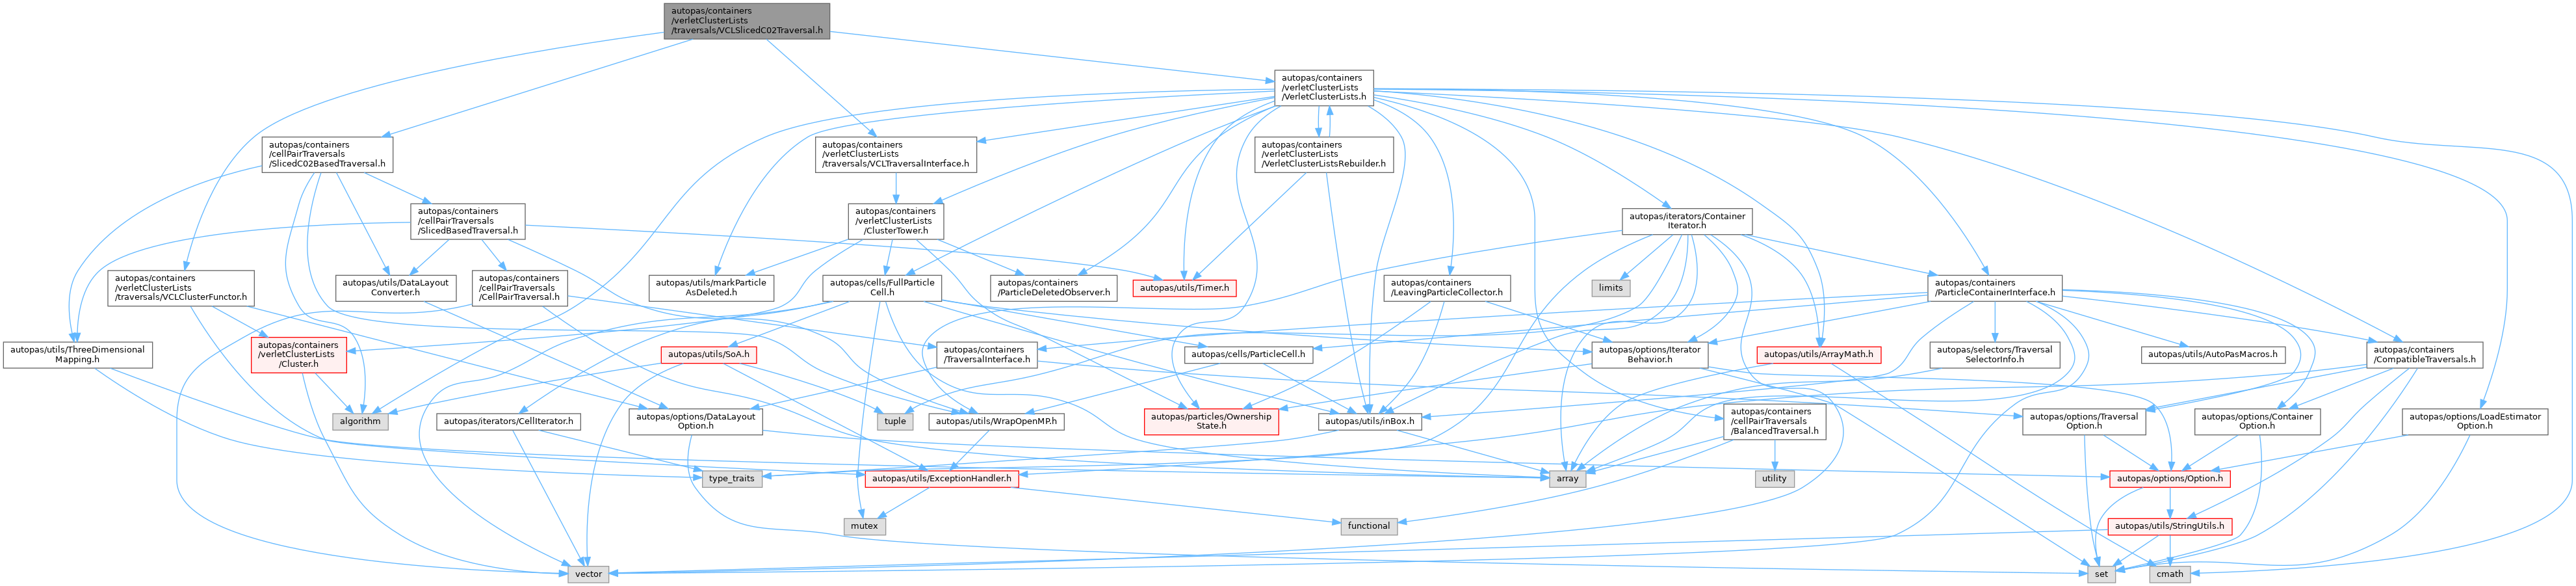 autopas/containers
/verletClusterLists
/traversals/VCLSlicedC02Traversal.h
autopas/containers
/verletClusterLists
/VerletClusterLists.h
autopas/containers
/cellPairTraversals
/SlicedC02BasedTraversal.h
autopas/containers
/verletClusterLists
/traversals/VCLTraversalInterface.h
autopas/containers
/verletClusterLists
/VerletClusterListsRebuilder.h
autopas/containers
/cellPairTraversals
/SlicedBasedTraversal.h
autopas/containers
/verletClusterLists
/ClusterTower.h
autopas/iterators/Container
Iterator.h
autopas/containers
/verletClusterLists
/traversals/VCLClusterFunctor.h
autopas/utils/DataLayout
Converter.h
autopas/containers
/cellPairTraversals
/CellPairTraversal.h
autopas/utils/markParticle
AsDeleted.h
autopas/cells/FullParticle
Cell.h
autopas/containers
/ParticleDeletedObserver.h
autopas/utils/Timer.h
autopas/containers
/LeavingParticleCollector.h
limits
autopas/containers
/ParticleContainerInterface.h
autopas/utils/ThreeDimensional
Mapping.h
autopas/containers
/verletClusterLists
/Cluster.h
autopas/utils/SoA.h
autopas/containers
/TraversalInterface.h
autopas/cells/ParticleCell.h
autopas/options/Iterator
Behavior.h
autopas/utils/ArrayMath.h
autopas/selectors/Traversal
SelectorInfo.h
autopas/utils/AutoPasMacros.h
autopas/containers
/CompatibleTraversals.h
algorithm
autopas/iterators/CellIterator.h
autopas/options/DataLayout
Option.h
tuple
autopas/utils/WrapOpenMP.h
autopas/particles/Ownership
State.h
autopas/utils/inBox.h
autopas/containers
/cellPairTraversals
/BalancedTraversal.h
autopas/options/Traversal
Option.h
autopas/options/Container
Option.h
autopas/options/LoadEstimator
Option.h
type_traits
autopas/utils/ExceptionHandler.h
array
utility
autopas/options/Option.h
mutex
functional
autopas/utils/StringUtils.h
vector
set
cmath